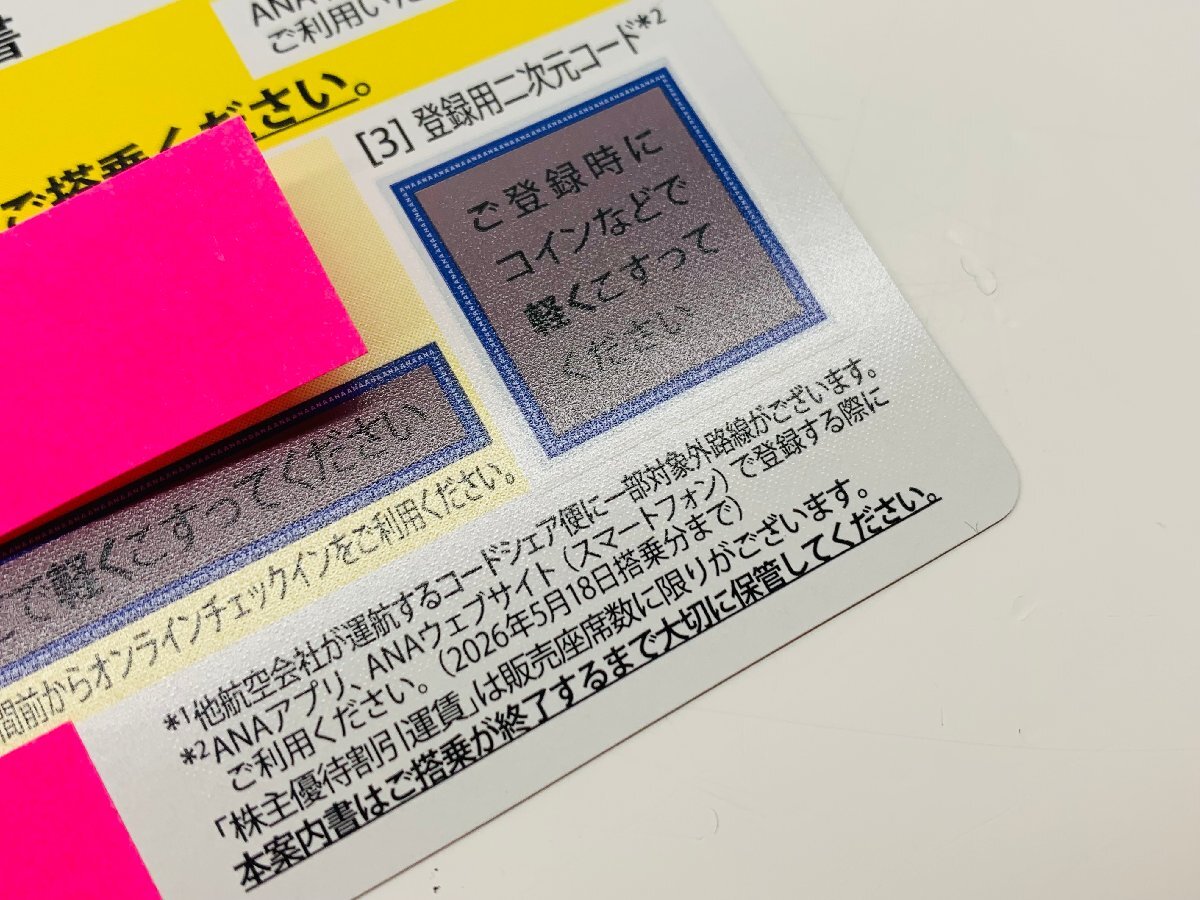 書
ANA
ご利用いただ
ください。
ご搭乗ください。
[3] 登録用二次元コード*2
ご登録時に
コインなどで
軽くこすって
ください
て軽くこすってください
間前からオンラインチェックインをご利用ください。
*1他航空会社が運航するコードシェア便に一部対象外路線がございます。
*2ANAアプリ、ANAウェブサイト（スマートフォン）で登録する際に
ご利用ください。（2026年5月18日搭乗分まで）
「株主優待割引運賃」は販売座席数に限りがございます。
本案内書はご搭乗が終了するまで大切に保管してください。